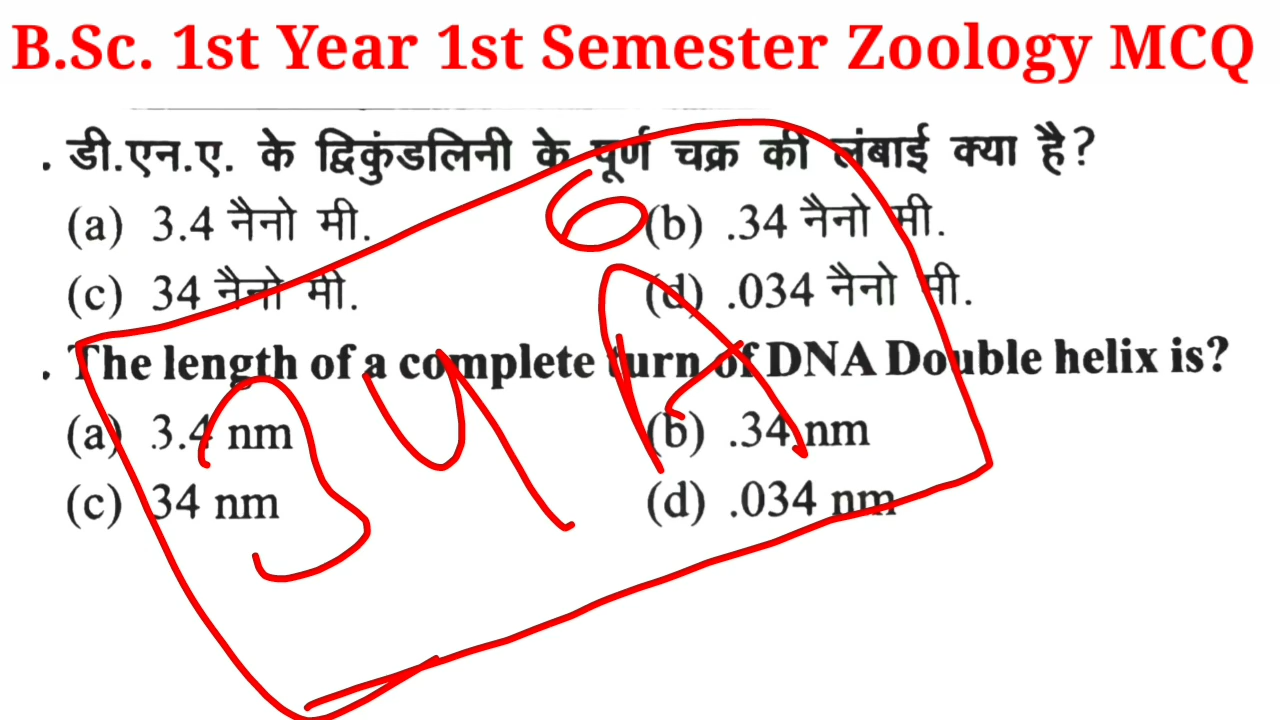 B.Sc. 1st Year 1st Semester Zoology MCQ
. डी.एन.ए. के द्विकुंडलिनी के पूर्ण चक्र की लंबाई क्या है?
(a) 3.4 नैनो मी. (b) .34 नैनो मी.
(c) 34 नैनो मी. (d) .034 नैनो मी.
. The length of a complete turn of DNA Double helix is?
(a) 3.4 nm (b) .34 nm
(c) 34 nm (d) .034 nm
34 A°